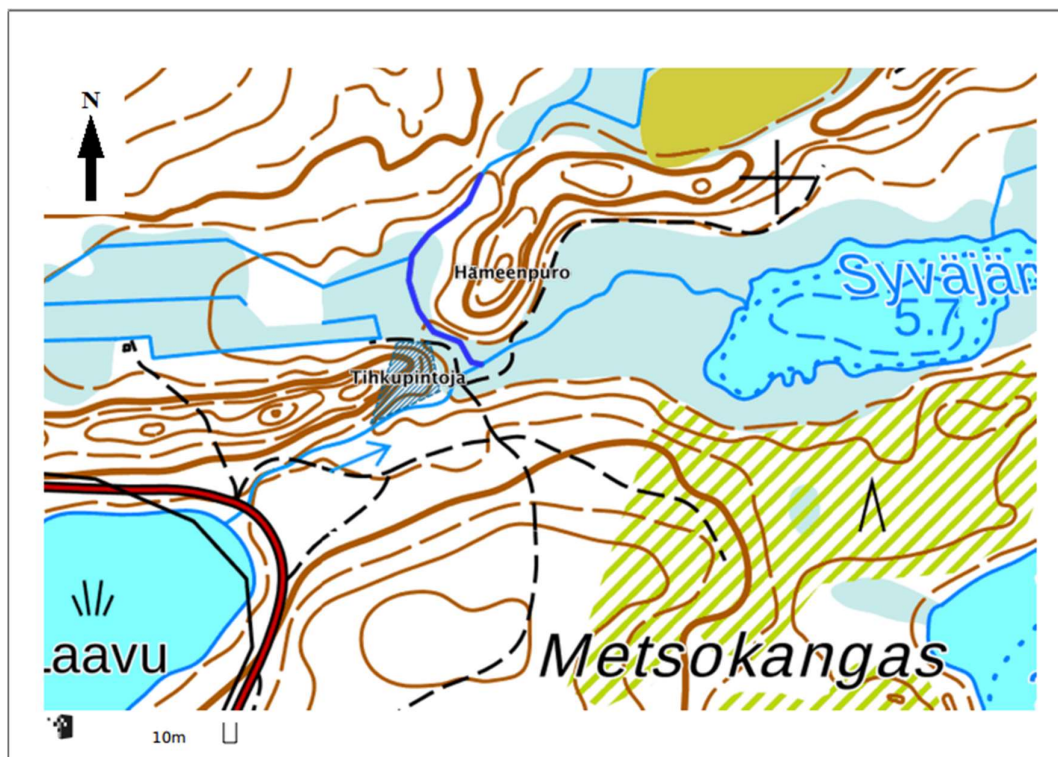 N
Syväjär
5.7
Hämeenpuro
Tihkupintoja
Laavu
Metsokangas
10m